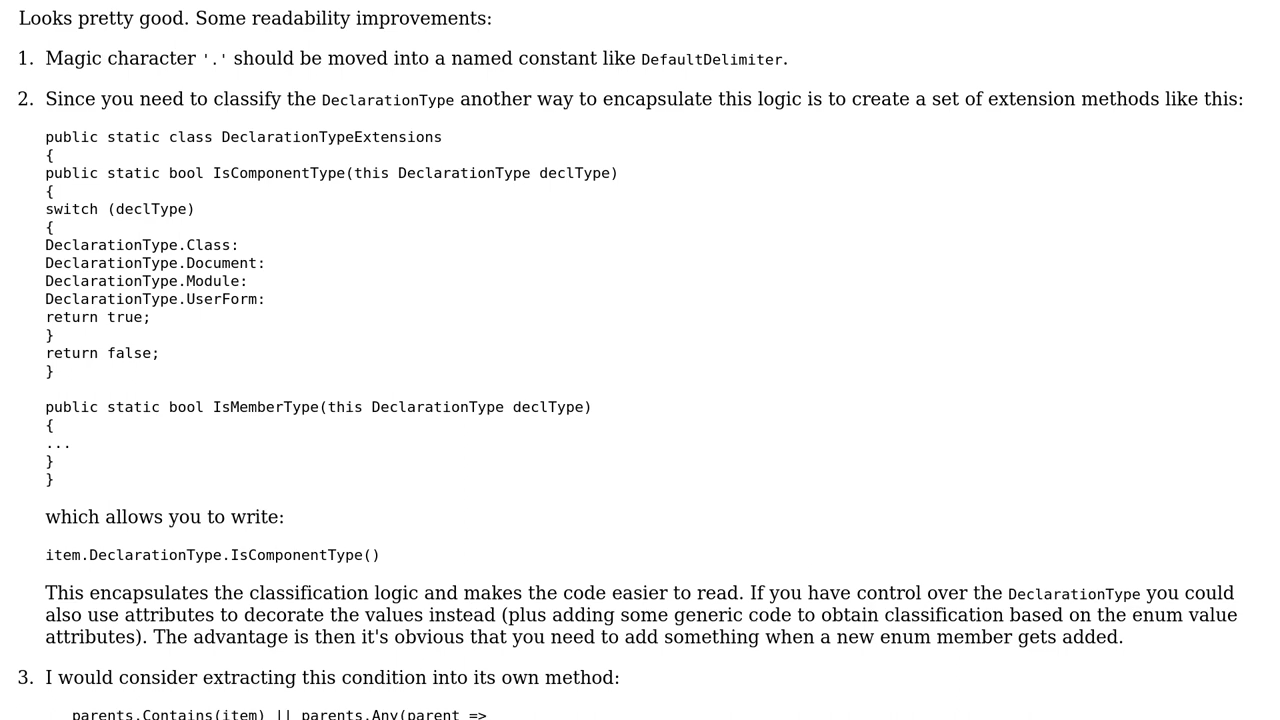 Looks pretty good. Some readability improvements:
1. Magic character '.' should be moved into a named constant like DefaultDelimiter.
2. Since you need to classify the DeclarationType another way to encapsulate this logic is to create a set of extension methods like this:
public static class DeclarationTypeExtensions
{
public static bool IsComponentType(this DeclarationType declType)
{
switch (declType)
{
DeclarationType.Class:
DeclarationType.Document:
DeclarationType.Module:
DeclarationType.UserForm:
return true;
}
return false;
}
public static bool IsMemberType(this DeclarationType declType)
{
...
}
}
which allows you to write:
item.DeclarationType.IsComponentType()
This encapsulates the classification logic and makes the code easier to read. If you have control over the DeclarationType you could
also use attributes to decorate the values instead (plus adding some generic code to obtain classification based on the enum value
attributes). The advantage is then it's obvious that you need to add something when a new enum member gets added.
3. I would consider extracting this condition into its own method:
parents.Contains(item) || parents.Any(parent =>